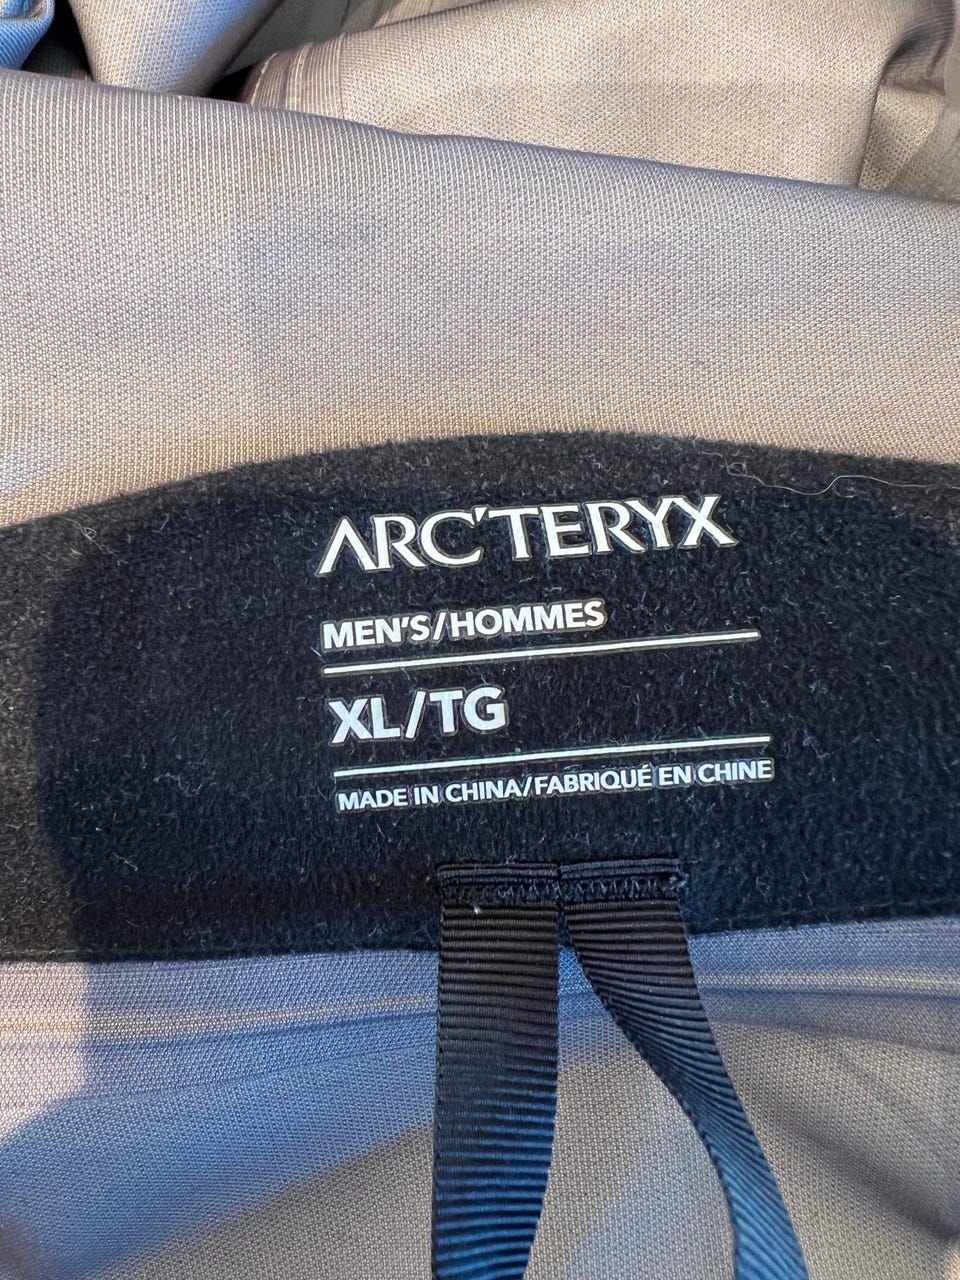 ARC'TERYX
MEN'S/HOMMES
XL/TG
MADE IN CHINA/FABRIQUÉ EN CHINE